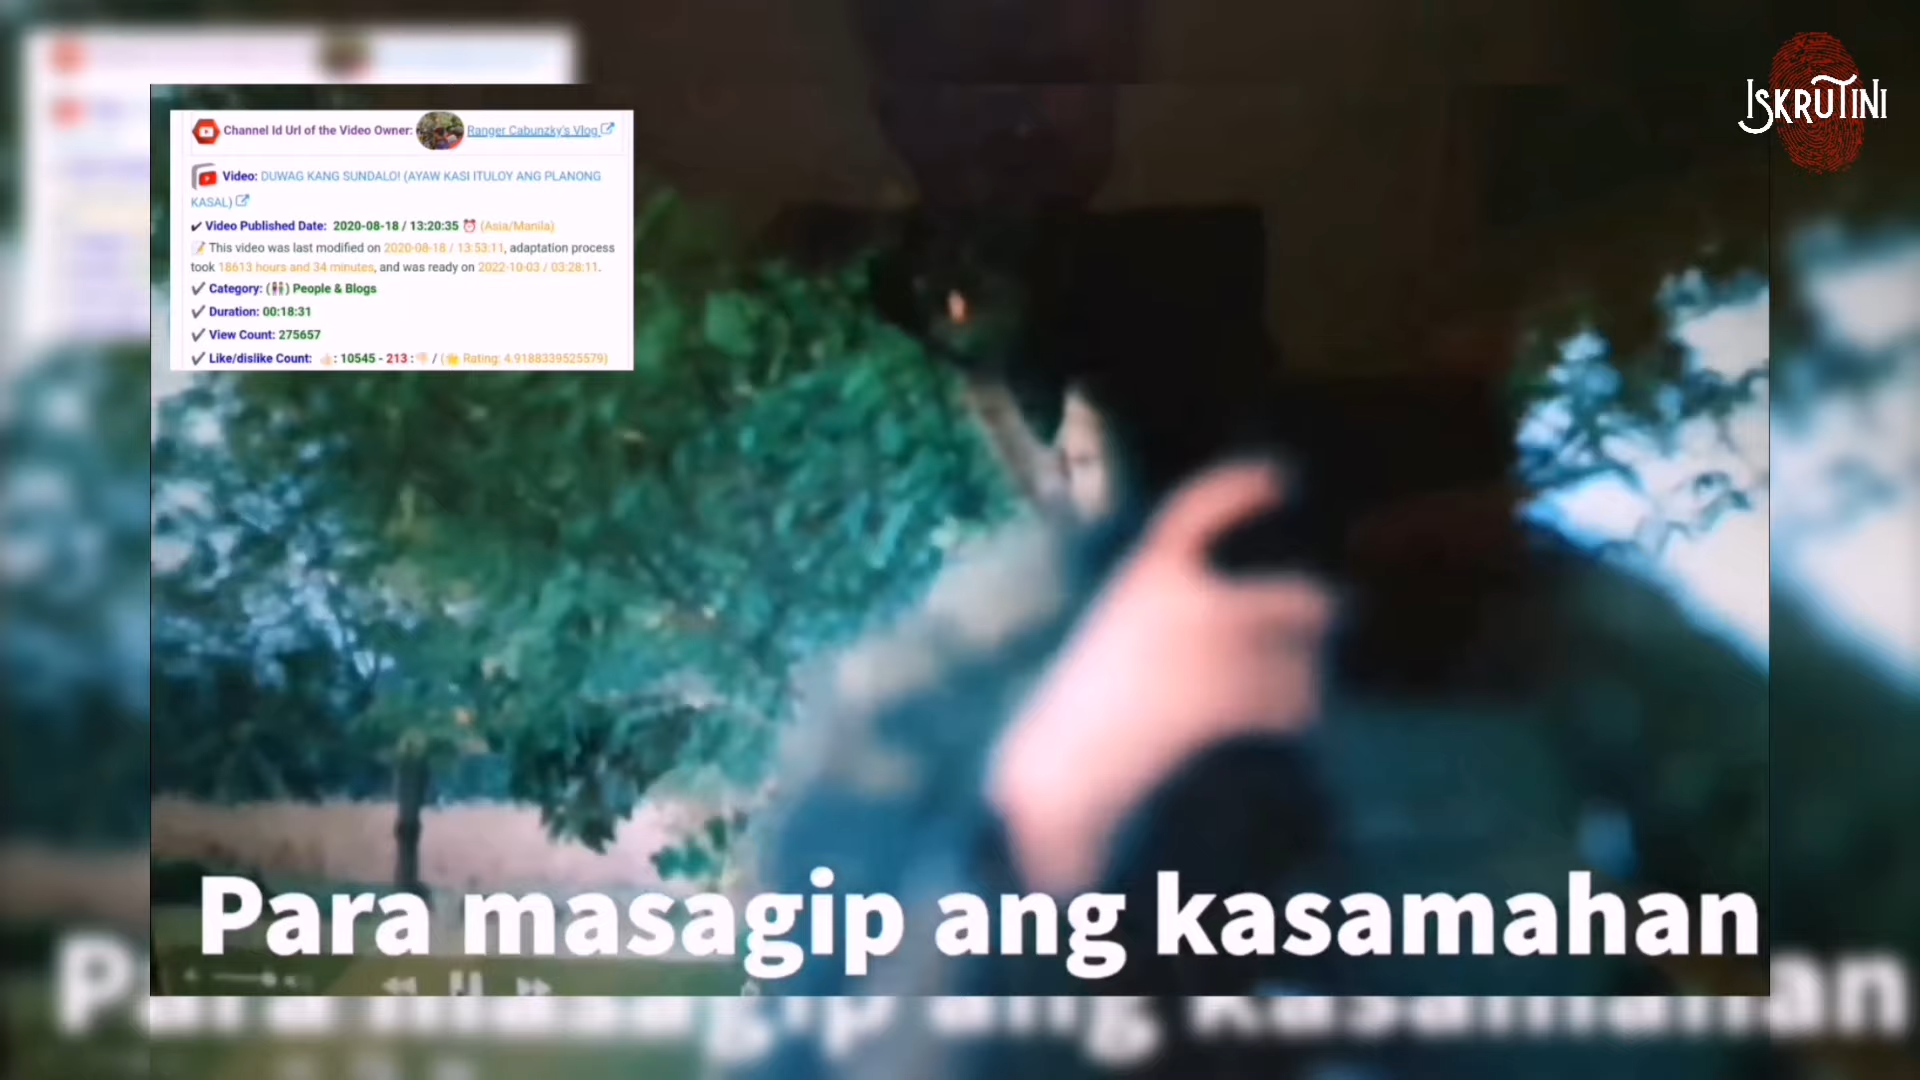 ISKRUTINI
Channel Id Url of the Video Owner: Ranger Cabunzky's Vlog
Video: DUWAG KANG SUNDALO! (AYAW KASI ITULOY ANG PLANONG
KASAL)
✔ Video Published Date: 2020-08-18 / 13:20:35 ⏰ (Asia/Manila)
📝 This video was last modified on 2020-08-18 / 13:53:11, adaptation process
took 18613 hours and 34 minutes, and was ready on 2022-10-03 / 03:28:11.
✔ Category: (👫) People & Blogs
✔ Duration: 00:18:31
✔ View Count: 275657
✔ Like/dislike Count: 👍: 10545 - 213 :👎 / (⭐ Rating: 4.9188339525579)
Para masagip ang kasamahan